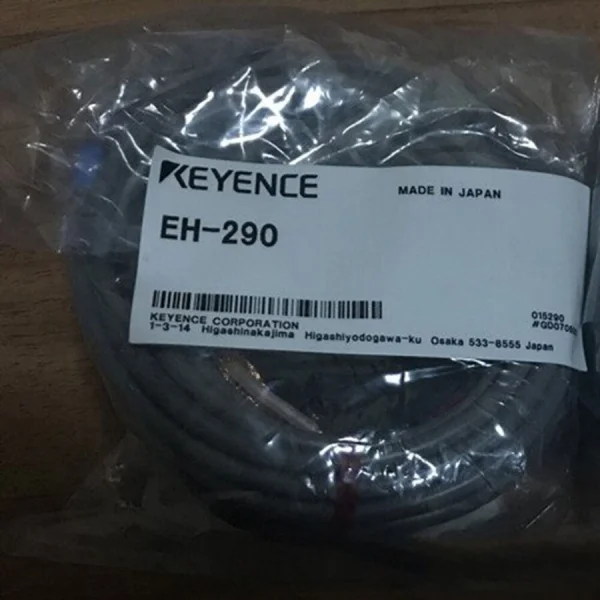 KEYENCE
MADE IN JAPAN
EH-290
015290
KEYENCE CORPORATION
1-3-14 Higashinakajima Higashiyodogawa-ku Osaka 533-8555 Japan